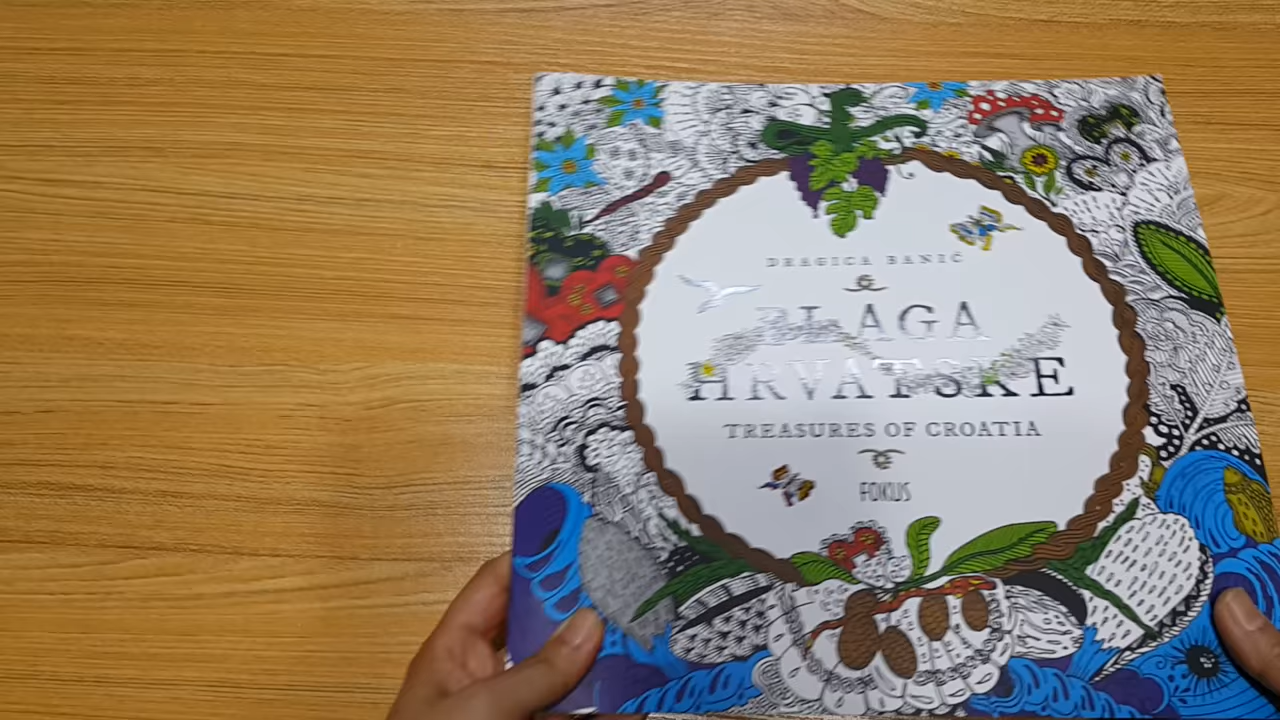 DRAGICA BANIĆ
BLAGA
HRVATSKE
TREASURES OF CROATIA
FOKUS